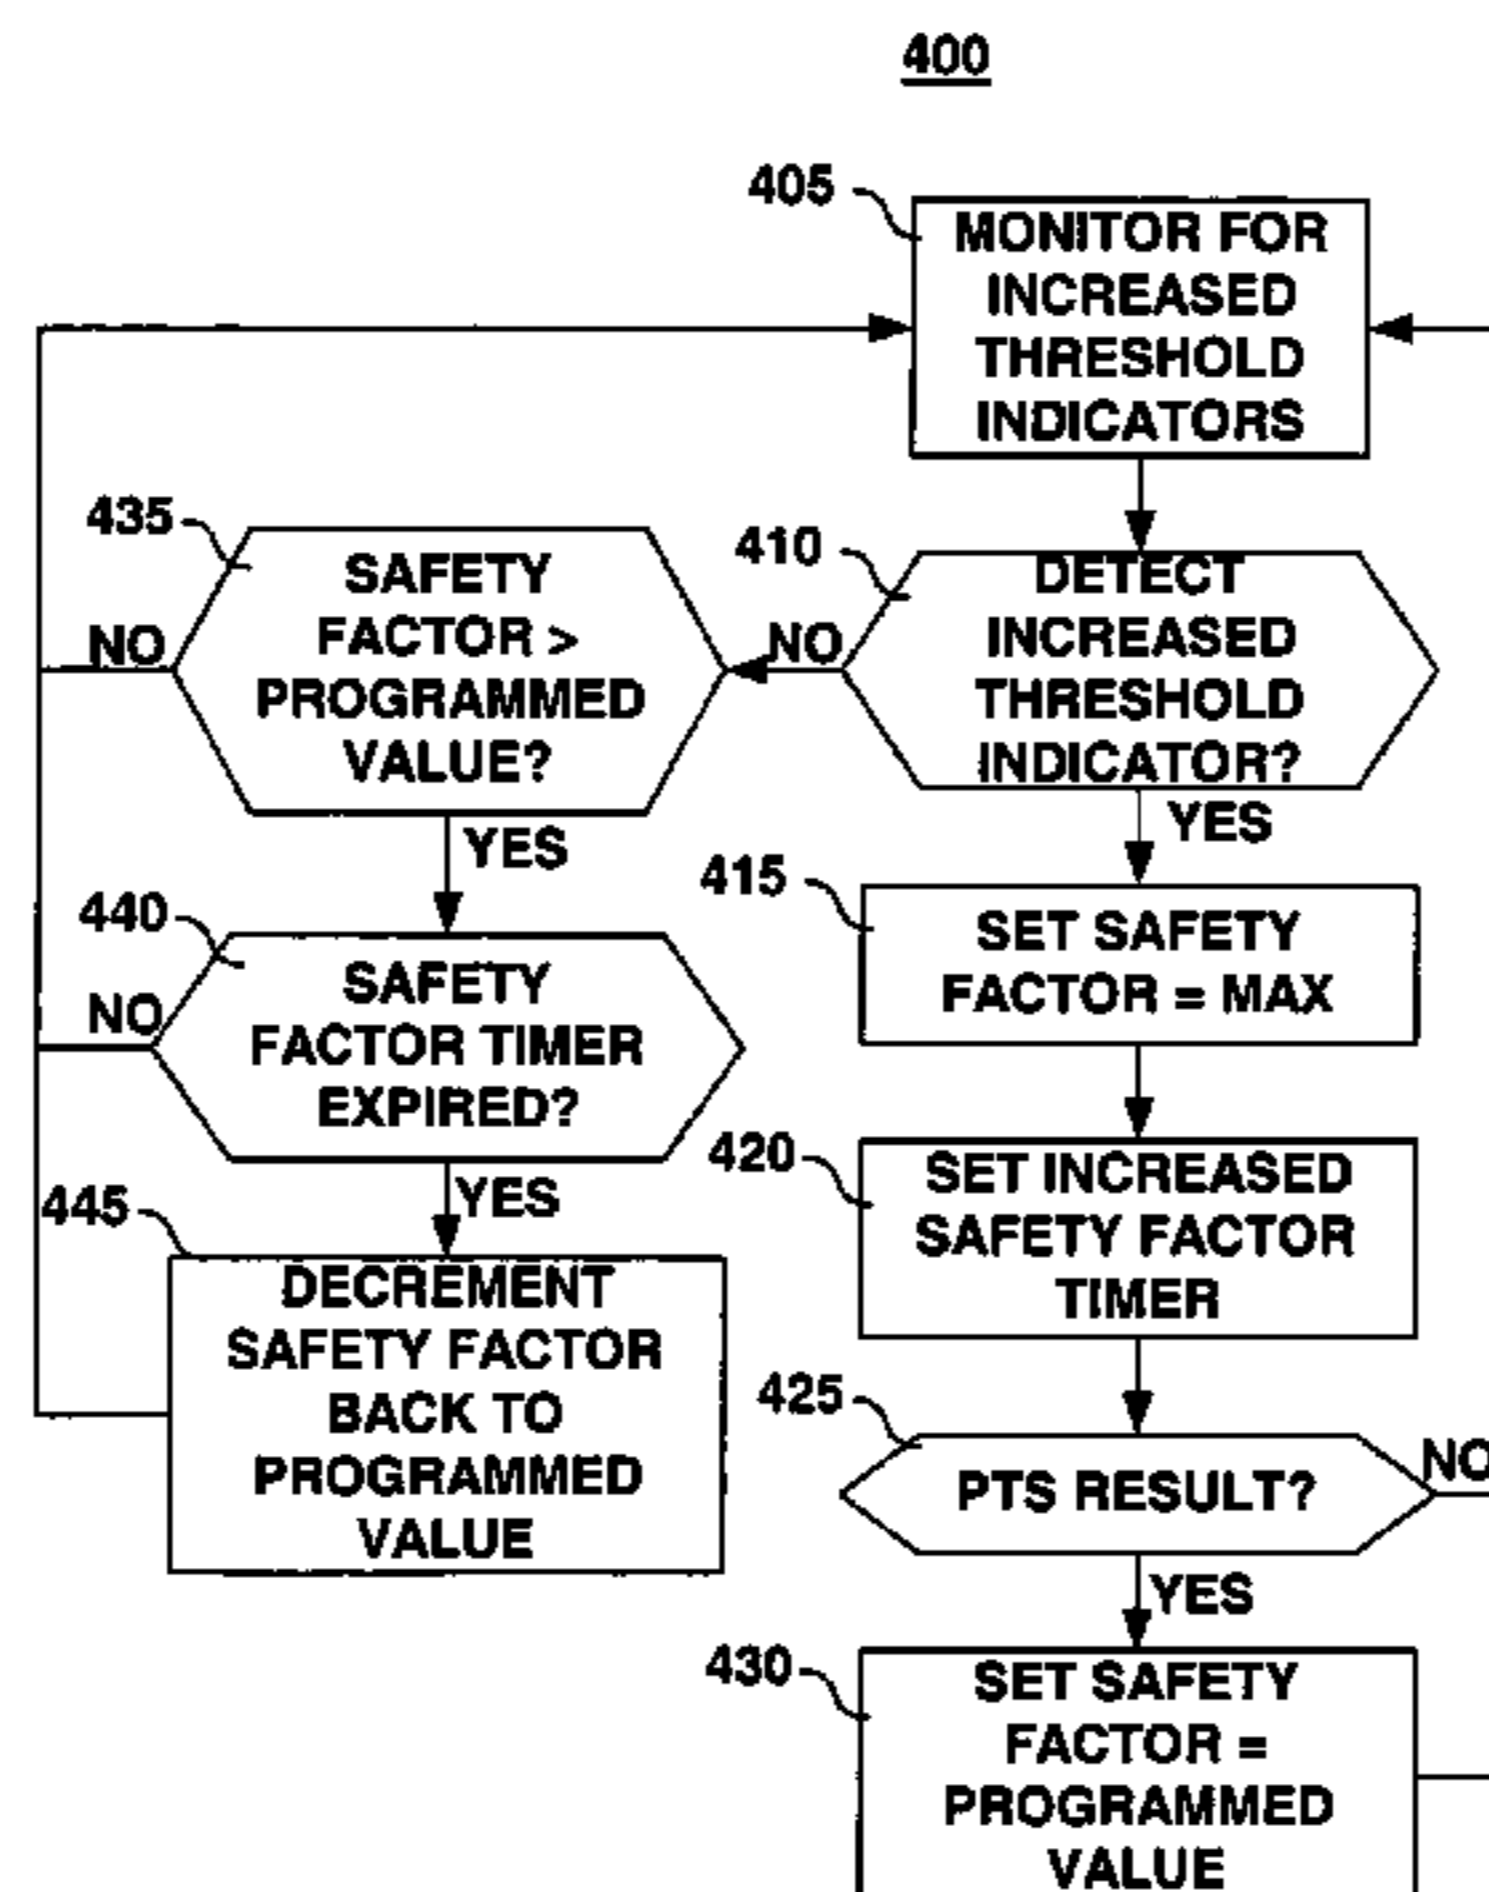 400
405
MONITOR FOR
INCREASED
THRESHOLD
INDICATORS
435
SAFETY
FACTOR >
PROGRAMMED
VALUE?
NO
410
DETECT
INCREASED
THRESHOLD
INDICATOR?
NO
YES
YES
415
SET SAFETY
FACTOR = MAX
440
SAFETY
FACTOR TIMER
EXPIRED?
NO
YES
420
SET INCREASED
SAFETY FACTOR
TIMER
445
DECREMENT
SAFETY FACTOR
BACK TO
PROGRAMMED
VALUE
425
PTS RESULT?
NO
YES
430
SET SAFETY
FACTOR =
PROGRAMMED
VALUE